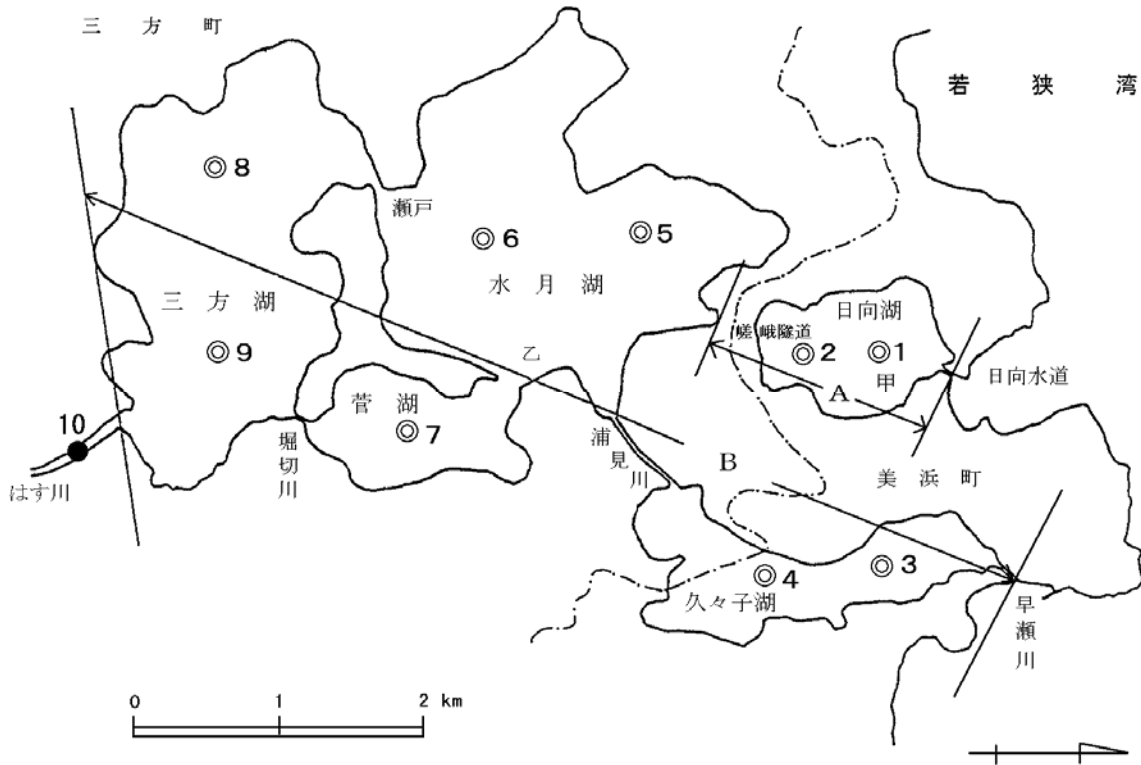 三方町
若狭湾
8
瀬戸
6
5
水月湖
日向湖
嵯峨隧道
三方湖
9
乙
2
1
甲
日向水道
A
菅湖
7
10
堀切川
浦見川
B
美浜町
はす川
3
4
久々子湖
早瀬川
0 1 2 km